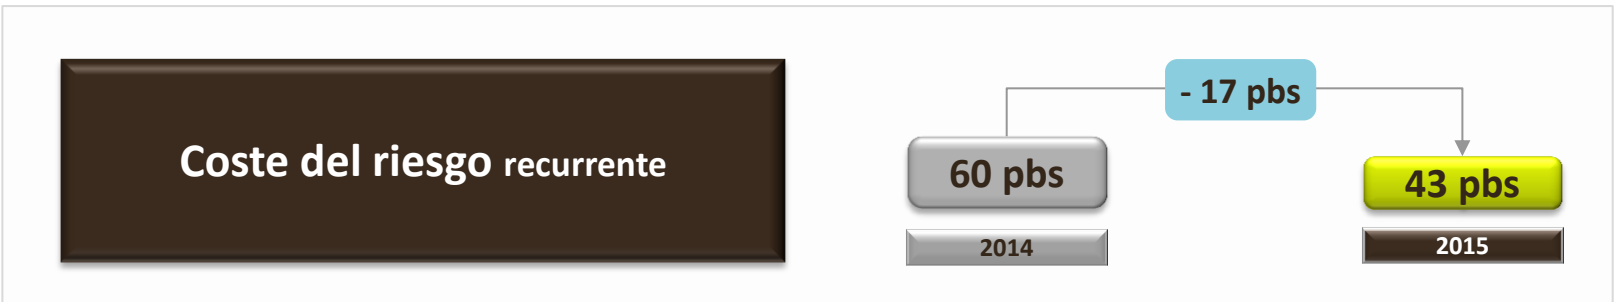 Coste del riesgo recurrente
- 17 pbs
60 pbs
43 pbs
2014
2015